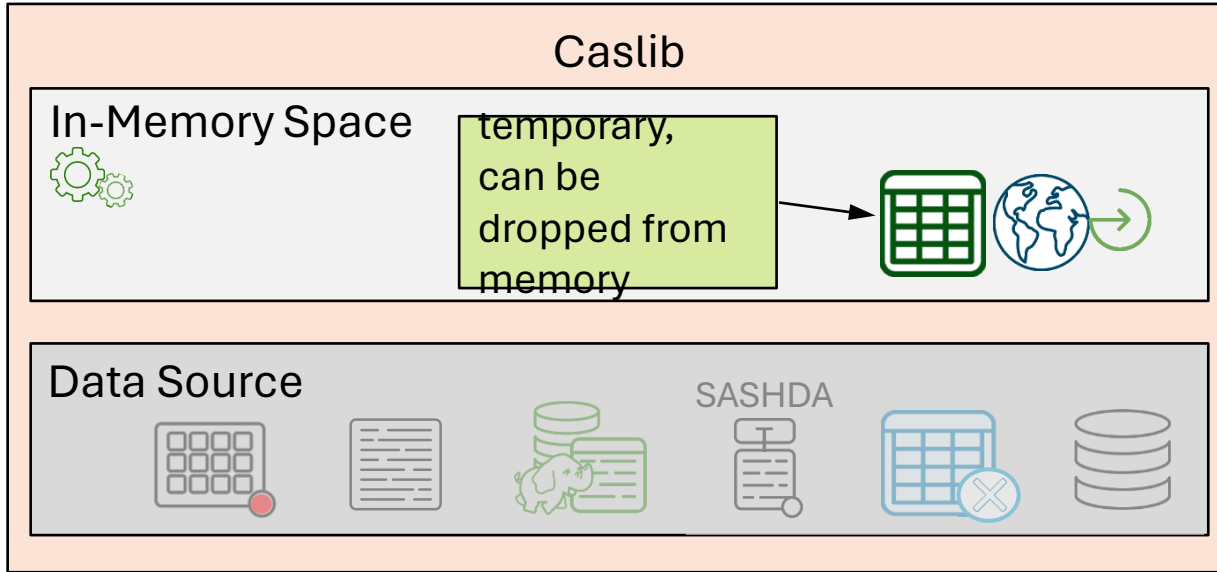 Caslib
In-Memory Space
temporary,
can be
dropped from
memory
Data Source
SASHDA